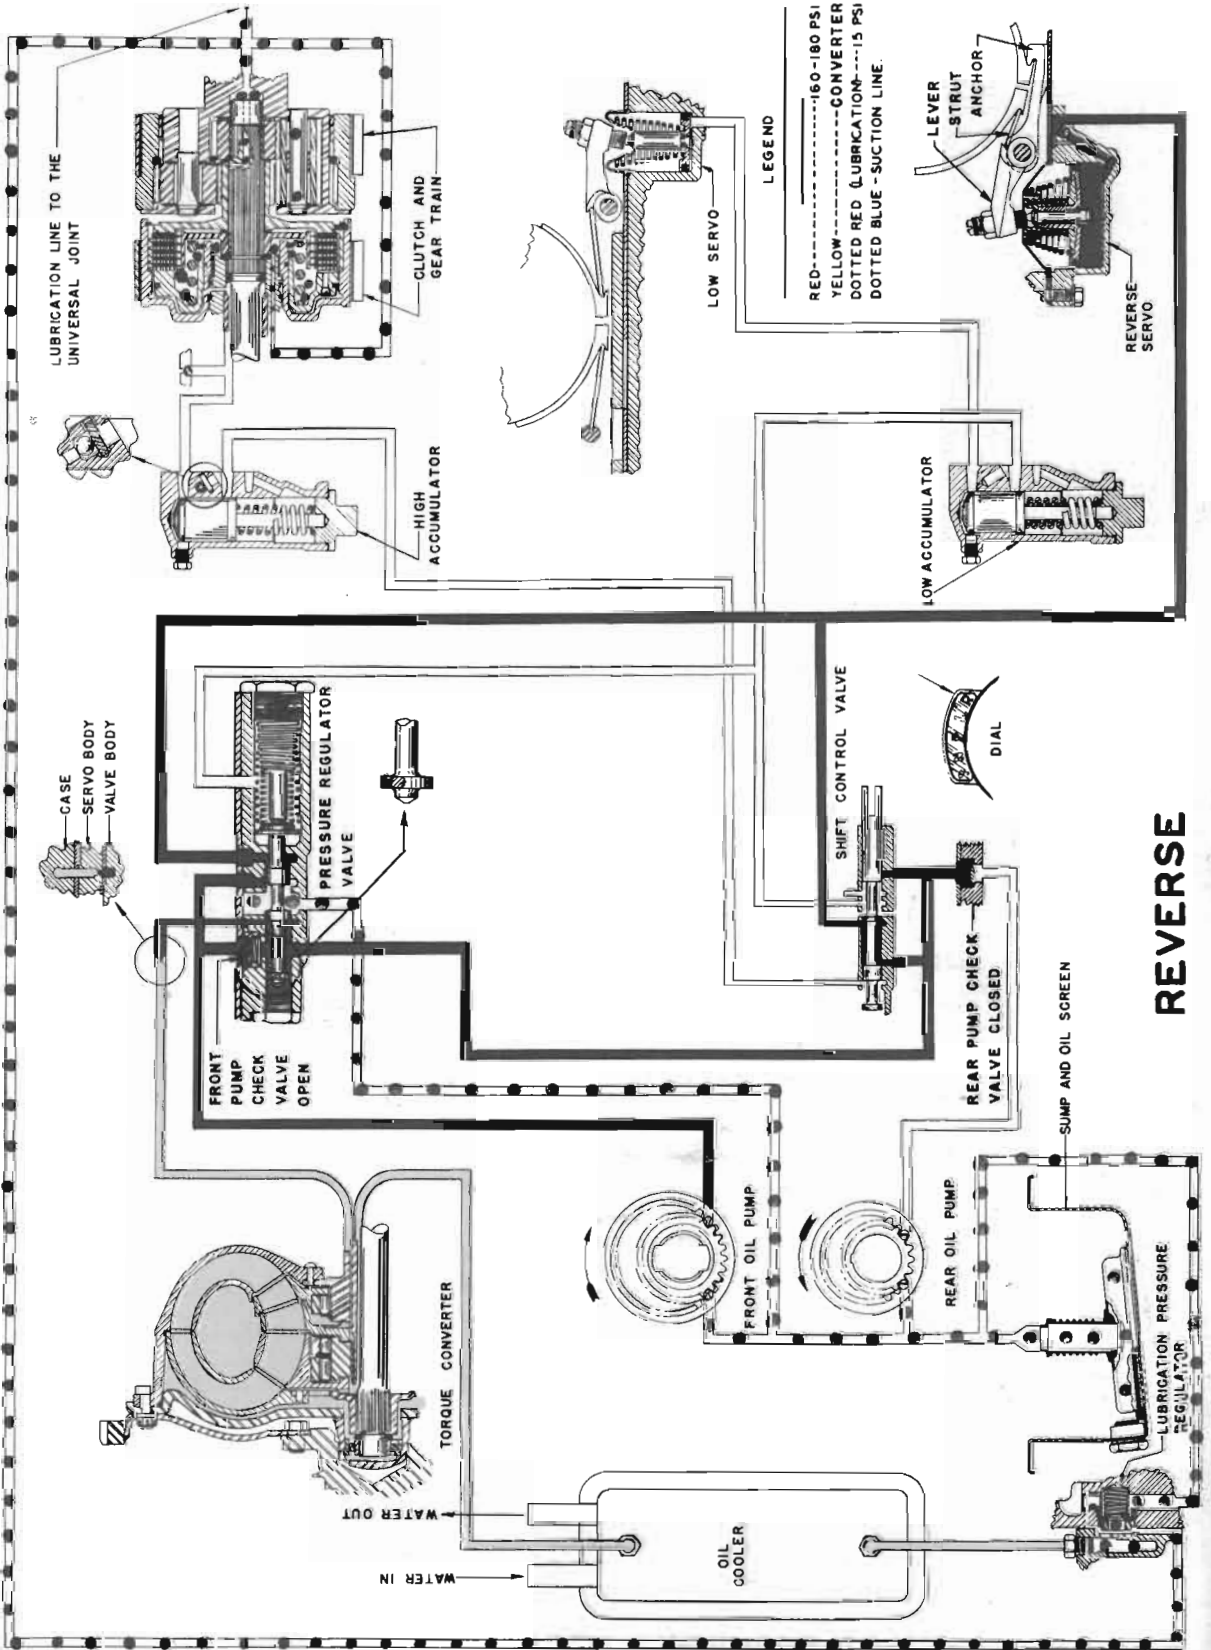 LUBRICATION LINE TO THE
UNIVERSAL JOINT
CLUTCH AND
GEAR TRAIN
HIGH
ACCUMULATOR
LOW SERVO
LEGEND
RED-----------160-180 PSI
YELLOW------------CONVERTER
DOTTED RED (LUBRICATION)----15 PSI
DOTTED BLUE - SUCTION LINE.
LEVER
STRUT
ANCHOR
REVERSE
SERVO
LOW ACCUMULATOR
CASE
SERVO BODY
VALVE BODY
PRESSURE REGULATOR
VALVE
FRONT
PUMP
CHECK
VALVE
OPEN
SHIFT CONTROL VALVE
DIAL
REAR PUMP CHECK
VALVE CLOSED
REVERSE
SUMP AND OIL SCREEN
TORQUE CONVERTER
FRONT OIL PUMP
REAR OIL PUMP
LUBRICATION PRESSURE
REGULATOR
WATER OUT
WATER IN
OIL
COOLER